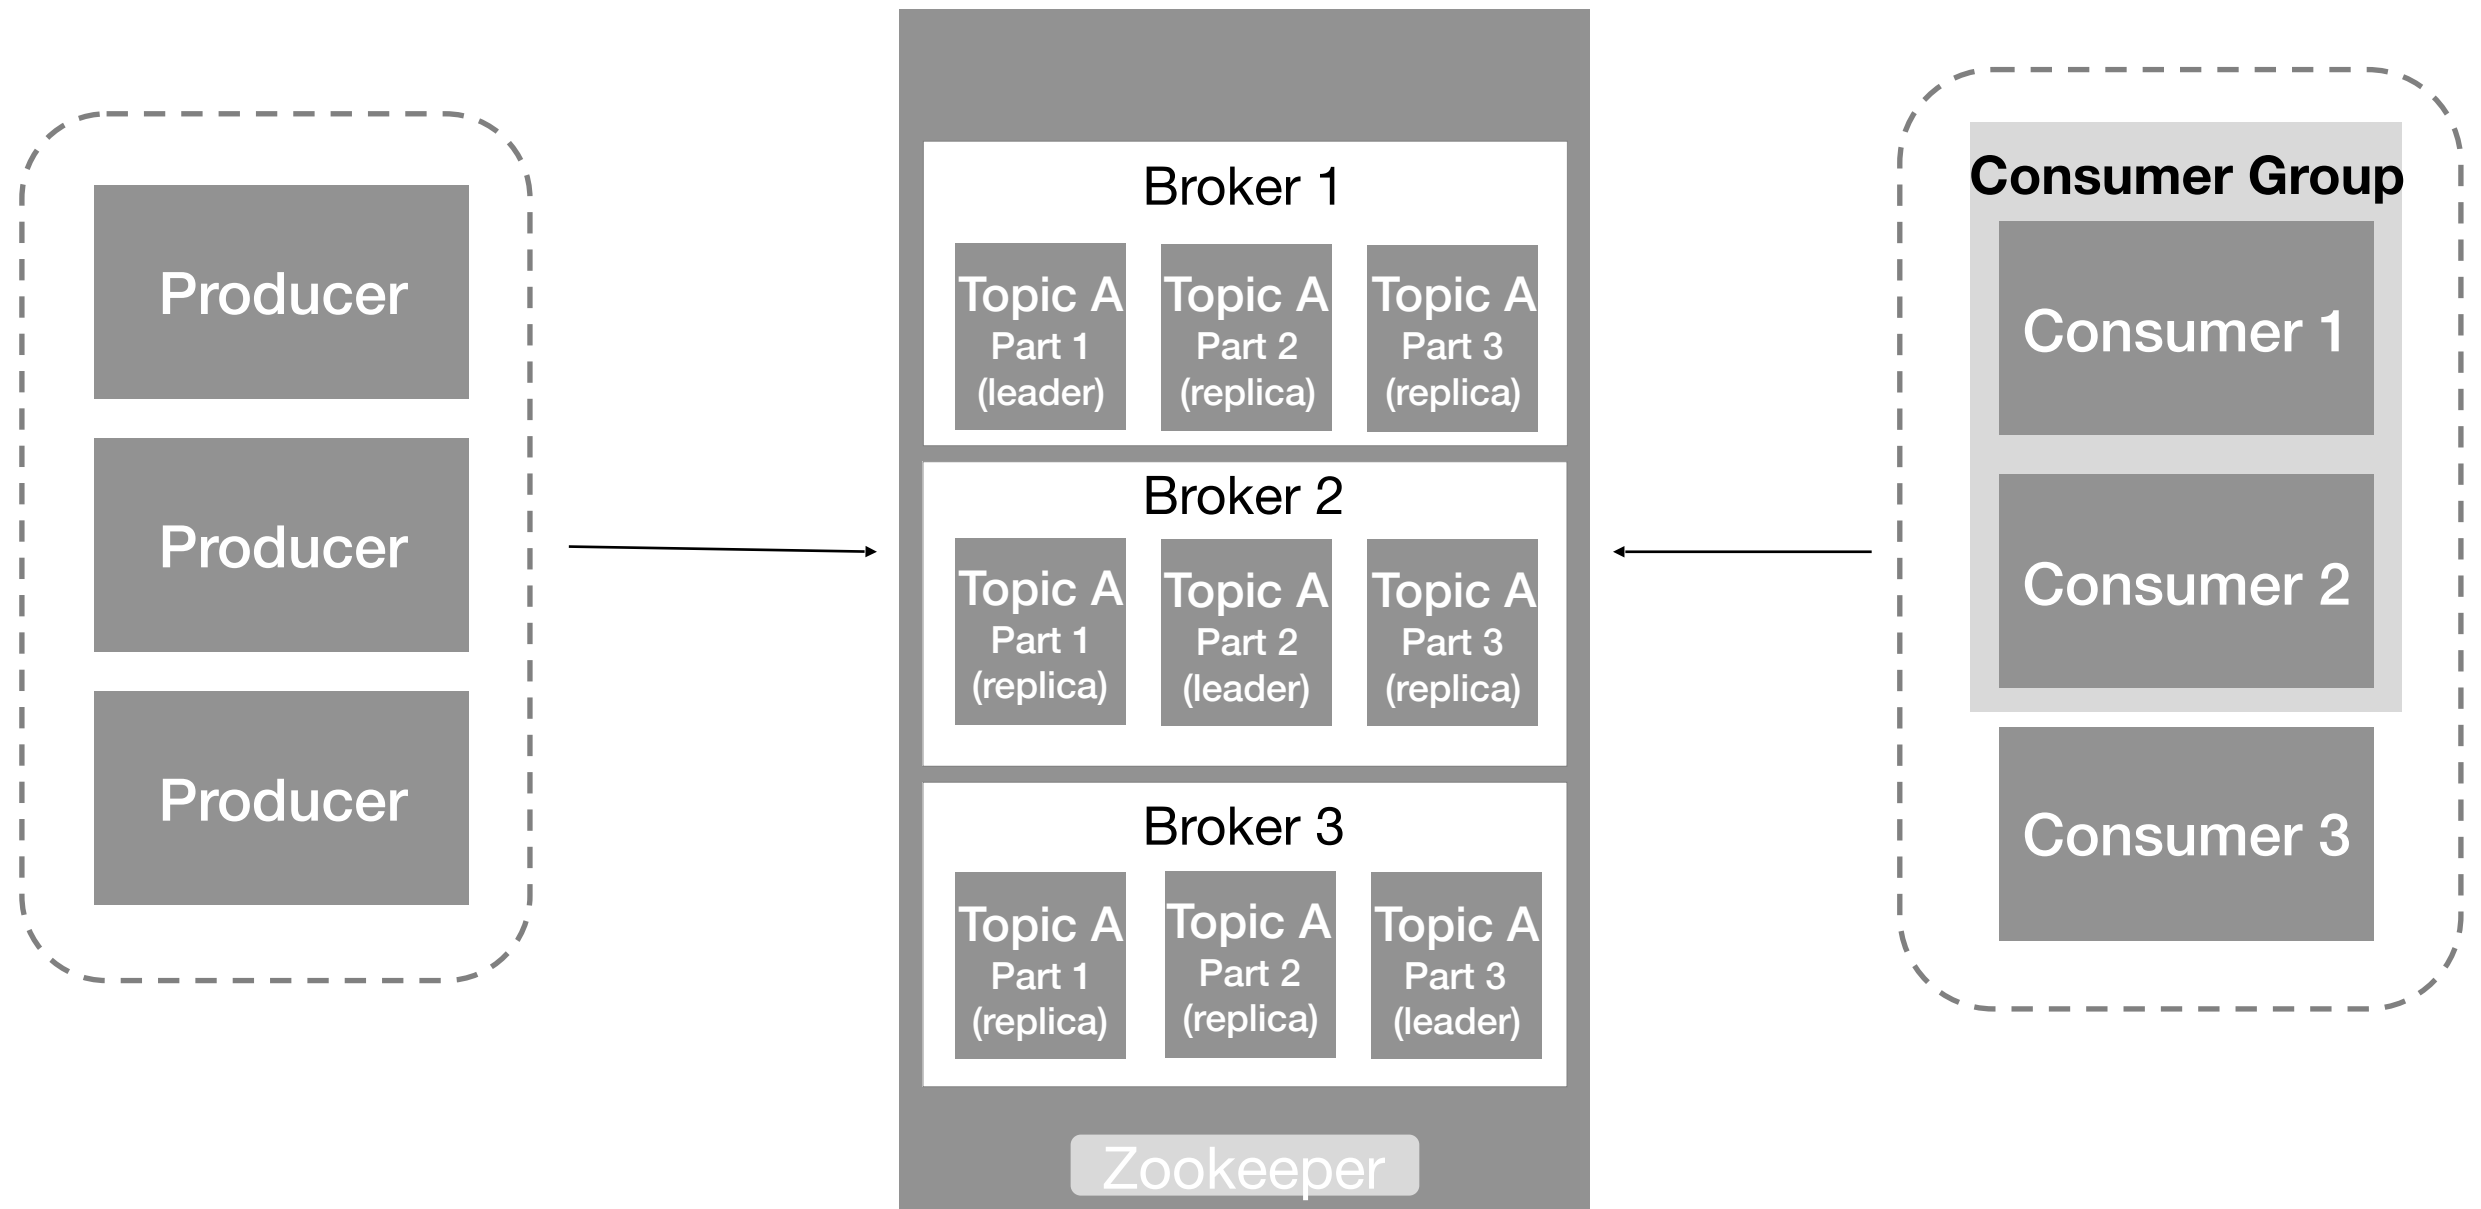 Producer
Producer
Producer
Broker 1
Topic A
Part 1
(leader)
Topic A
Part 2
(replica)
Topic A
Part 3
(replica)
Broker 2
Topic A
Part 1
(replica)
Topic A
Part 2
(leader)
Topic A
Part 3
(replica)
Broker 3
Topic A
Part 1
(replica)
Topic A
Part 2
(replica)
Topic A
Part 3
(leader)
Zookeeper
Consumer Group
Consumer 1
Consumer 2
Consumer 3